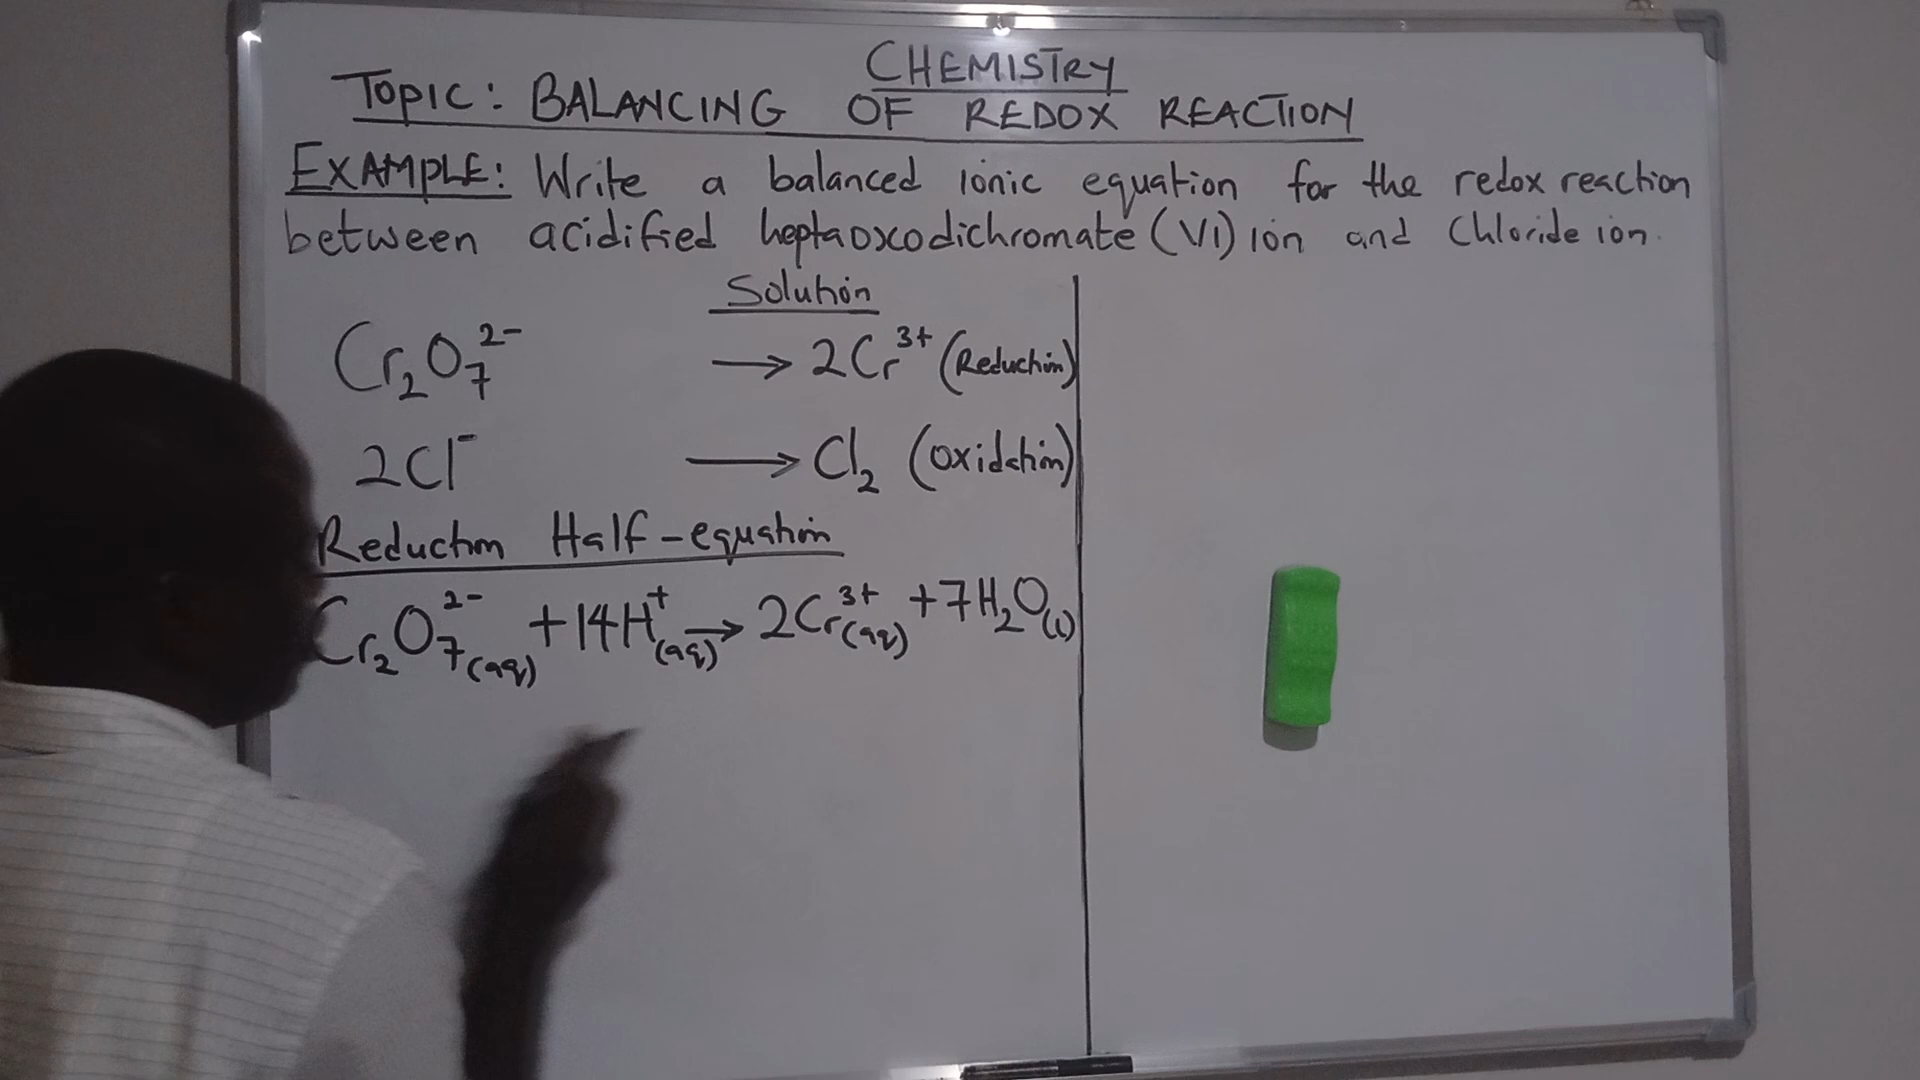 CHEMISTRY
TOPIC: BALANCING OF REDOX REACTION
EXAMPLE: Write a balanced ionic equation for the redox reaction
between acidified heptaoxodichromate (VI) ion and Chloride ion.
Solution
Cr₂O₇²⁻ → 2Cr³⁺ (Reduction)
2Cl⁻ → Cl₂ (Oxidation)
Reduction Half-equation
Cr₂O₇²⁻(aq) + 14H⁺(aq) → 2Cr³⁺(aq) + 7H₂O(l)